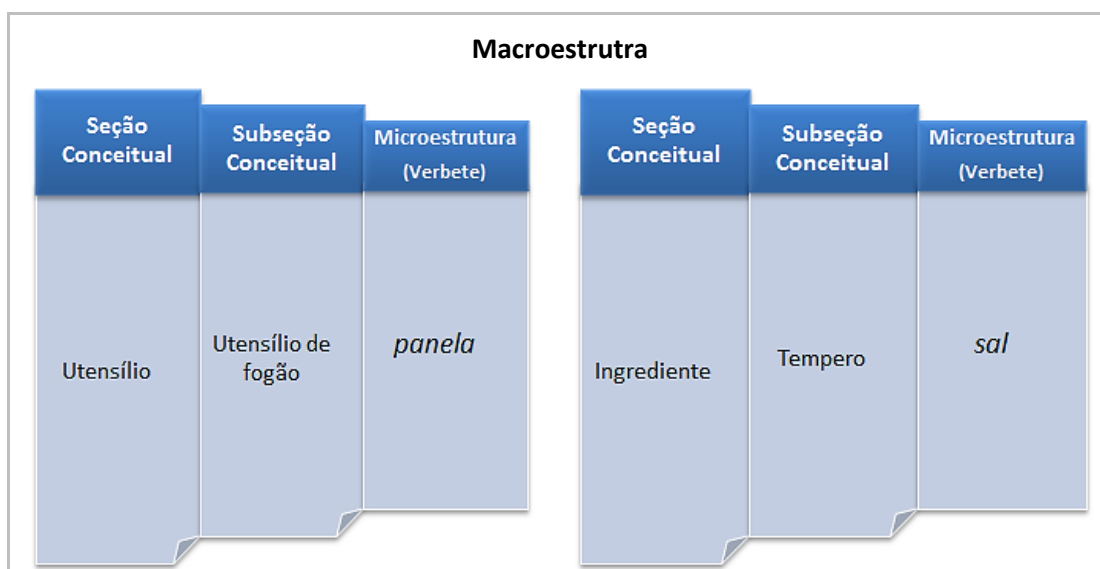 Macroestrutra
Seção
Conceitual
Subseção
Conceitual
Microestrutura
(Verbete)
Utensílio
Utensílio de
fogão
panela
Seção
Conceitual
Subseção
Conceitual
Microestrutura
(Verbete)
Ingrediente
Tempero
sal